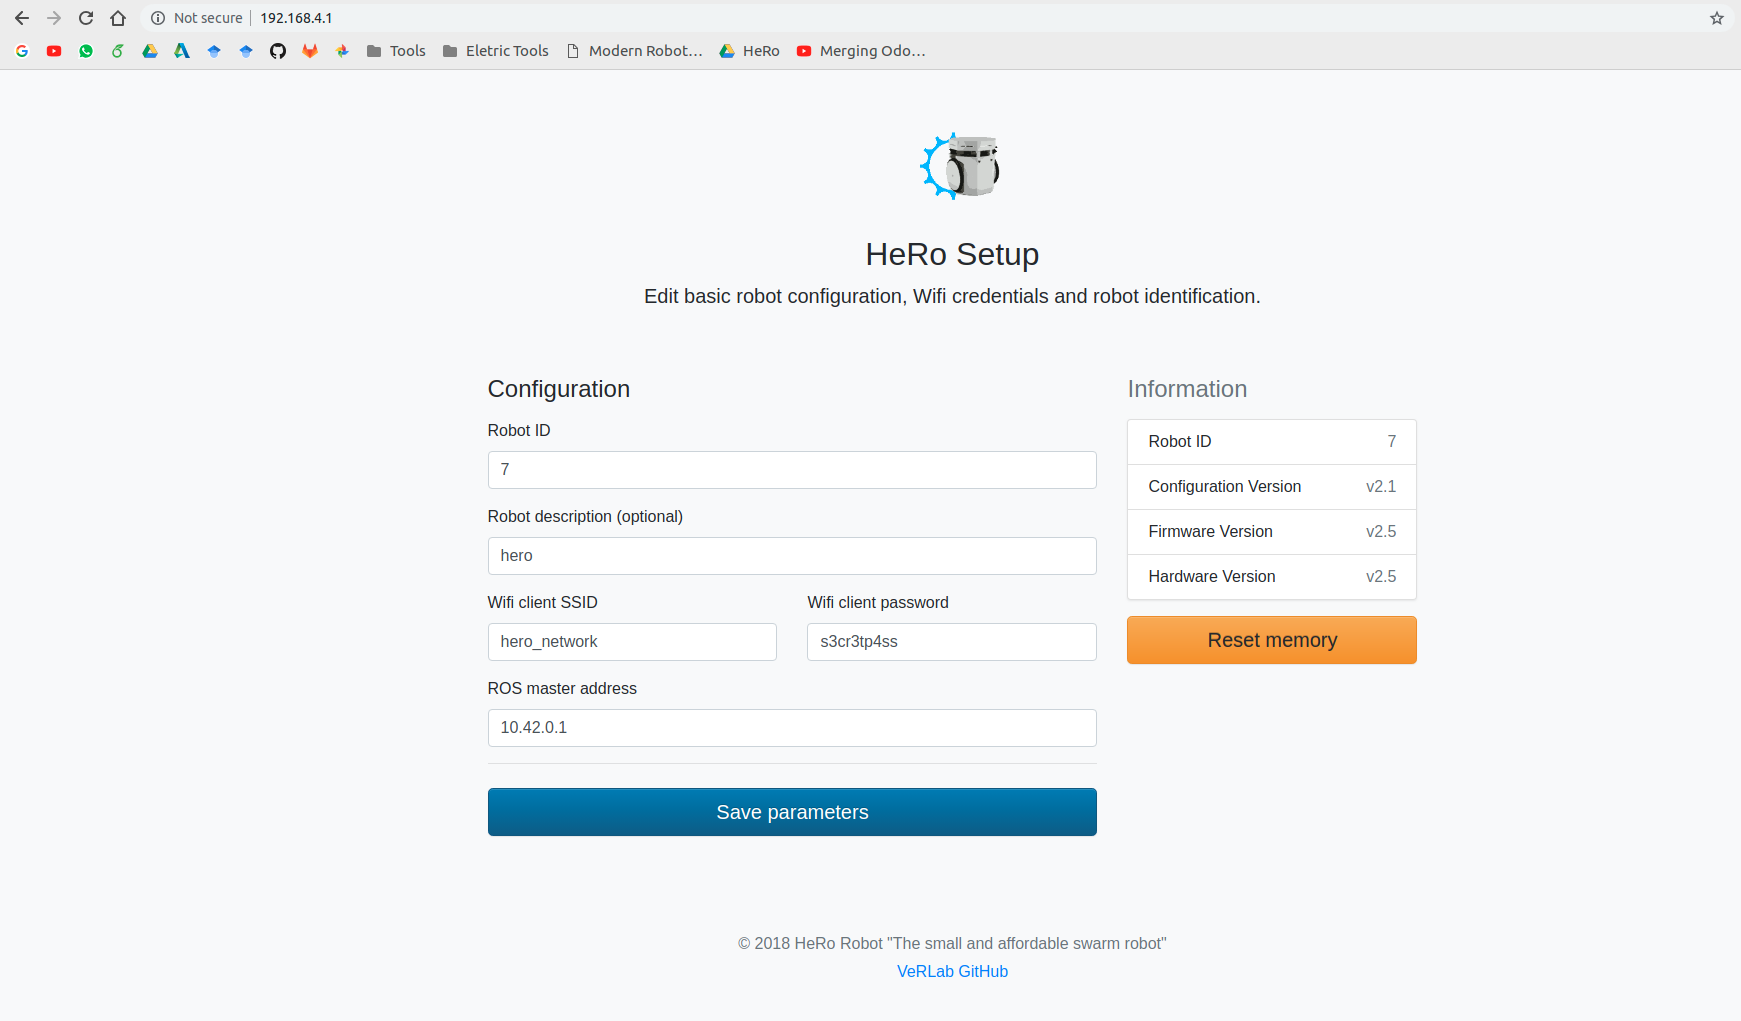 Not secure 192.168.4.1
Tools Eletric Tools Modern Robot... HeRo Merging Odo...
HeRo Setup
Edit basic robot configuration, Wifi credentials and robot identification.
Configuration
Robot ID
7
Robot description (optional)
hero
Wifi client SSID Wifi client password
hero_network s3cr3tp4ss
ROS master address
10.42.0.1
Save parameters
Information
Robot ID 7
Configuration Version v2.1
Firmware Version v2.5
Hardware Version v2.5
Reset memory
© 2018 HeRo Robot "The small and affordable swarm robot"
VeRLab GitHub